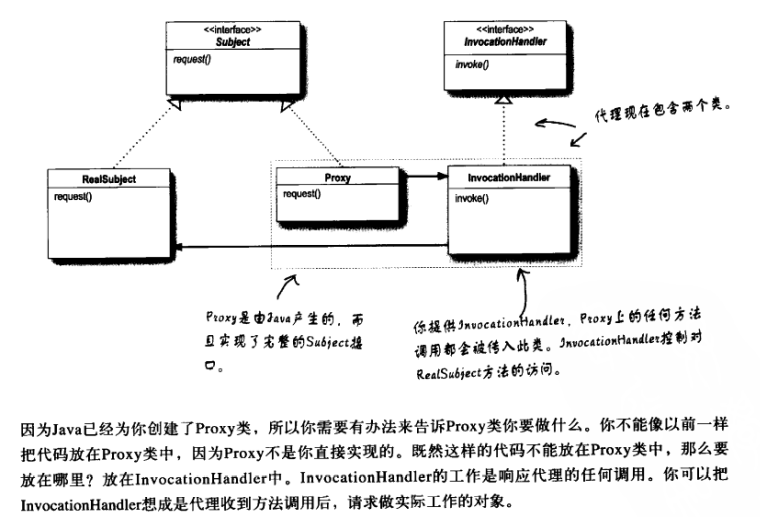 <<interface>>
Subject
request()
<<interface>>
InvocationHandler
invoke()
代理现在包含两个类。
RealSubject
request()
Proxy
request()
InvocationHandler
invoke()
Proxy是由Java产生的，而
且实现了完整的Subject接
口。
你提供InvocationHandler，Proxy上的任何方法
调用都会被传入此类。InvocationHandler控制对
RealSubject方法的访问。
因为Java已经为你创建了Proxy类，所以你需要有办法来告诉Proxy类你要做什么。你不能像以前一样
把代码放在Proxy类中，因为Proxy不是你直接实现的。既然这样的代码不能放在Proxy类中，那么要
放在哪里？放在InvocationHandler中。InvocationHandler的工作是响应代理的任何调用。你可以把
InvocationHandler想成是代理收到方法调用后，请求做实际工作的对象。